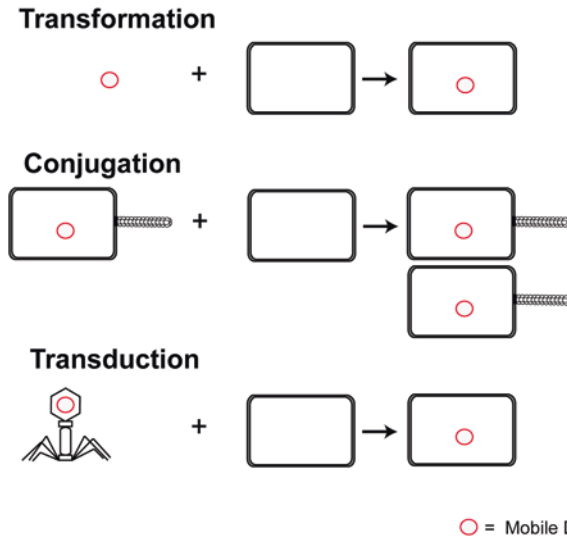 Transformation
+
Conjugation
+
Transduction
+
= Mobile D